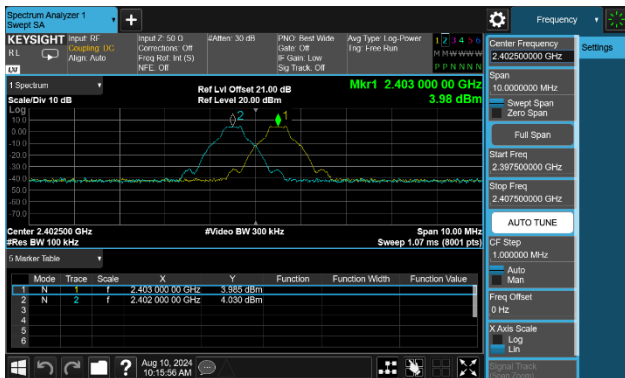 Spectrum Analyzer 1
Swept SA
Frequency
KEYSIGHT
R L
Input: RF
Coupling: DC
Align: Auto
Input Z: 50 Ω
Corrections: Off
Freq Ref: Int (S)
NFE: Off
#Atten: 30 dB
PNO: Best Wide
Gate: Off
IF Gain: Low
Sig Track: Off
Avg Type: Log-Power
Trig: Free Run
1 2 3 4 5 6
M M W W W W
P P N N N N
Center Frequency
2.402500000 GHz
Settings
Span
10.0000000 MHz
Swept Span
Zero Span
Full Span
Start Freq
2.397500000 GHz
Stop Freq
2.407500000 GHz
AUTO TUNE
CF Step
1.000000 MHz
Auto
Man
Freq Offset
0 Hz
X Axis Scale
Log
Lin
Signal Track
(Span Zoom)
1 Spectrum
Scale/Div 10 dB
Log
Ref Lvl Offset 21.00 dB
Ref Level 20.00 dBm
Mkr1 2.403 000 00 GHz
3.98 dBm
2
1
10.0
0.00
-10.0
-20.0
-30.0
-40.0
-50.0
-60.0
-70.0
Center 2.402500 GHz
#Res BW 100 kHz
#Video BW 300 kHz
Span 10.00 MHz
Sweep 1.07 ms (8001 pts)
5 Marker Table
Mode Trace Scale X Y Function Function Width Function Value
1 N 1 f 2.403 000 00 GHz 3.985 dBm
2 N 2 f 2.402 000 00 GHz 4.030 dBm
3
4
5
6
?
Aug 10, 2024
10:15:56 AM